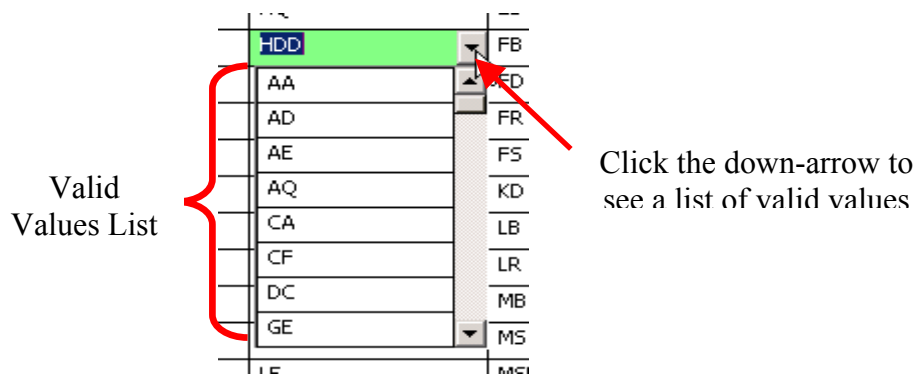 HDD
FB
AA
FD
AD
FR
AE
FS
AQ
KD
CA
LB
CF
LR
DC
MB
GE
MS
Valid
Values List
Click the down-arrow to
see a list of valid values